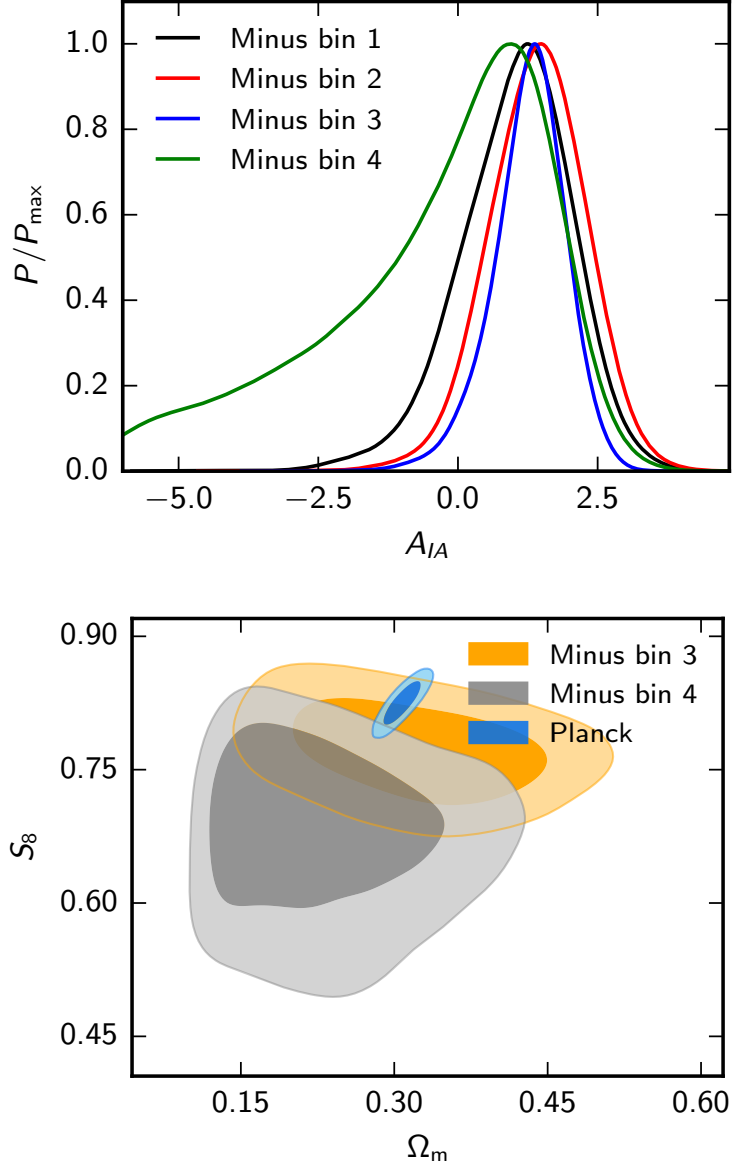 1.0
0.8
0.6
0.4
0.2
0.0
P/P_max
Minus bin 1
Minus bin 2
Minus bin 3
Minus bin 4
−5.0 −2.5 0.0 2.5
A_IA
0.90
0.75
0.60
0.45
S_8
Minus bin 3
Minus bin 4
Planck
0.15 0.30 0.45 0.60
Ω_m